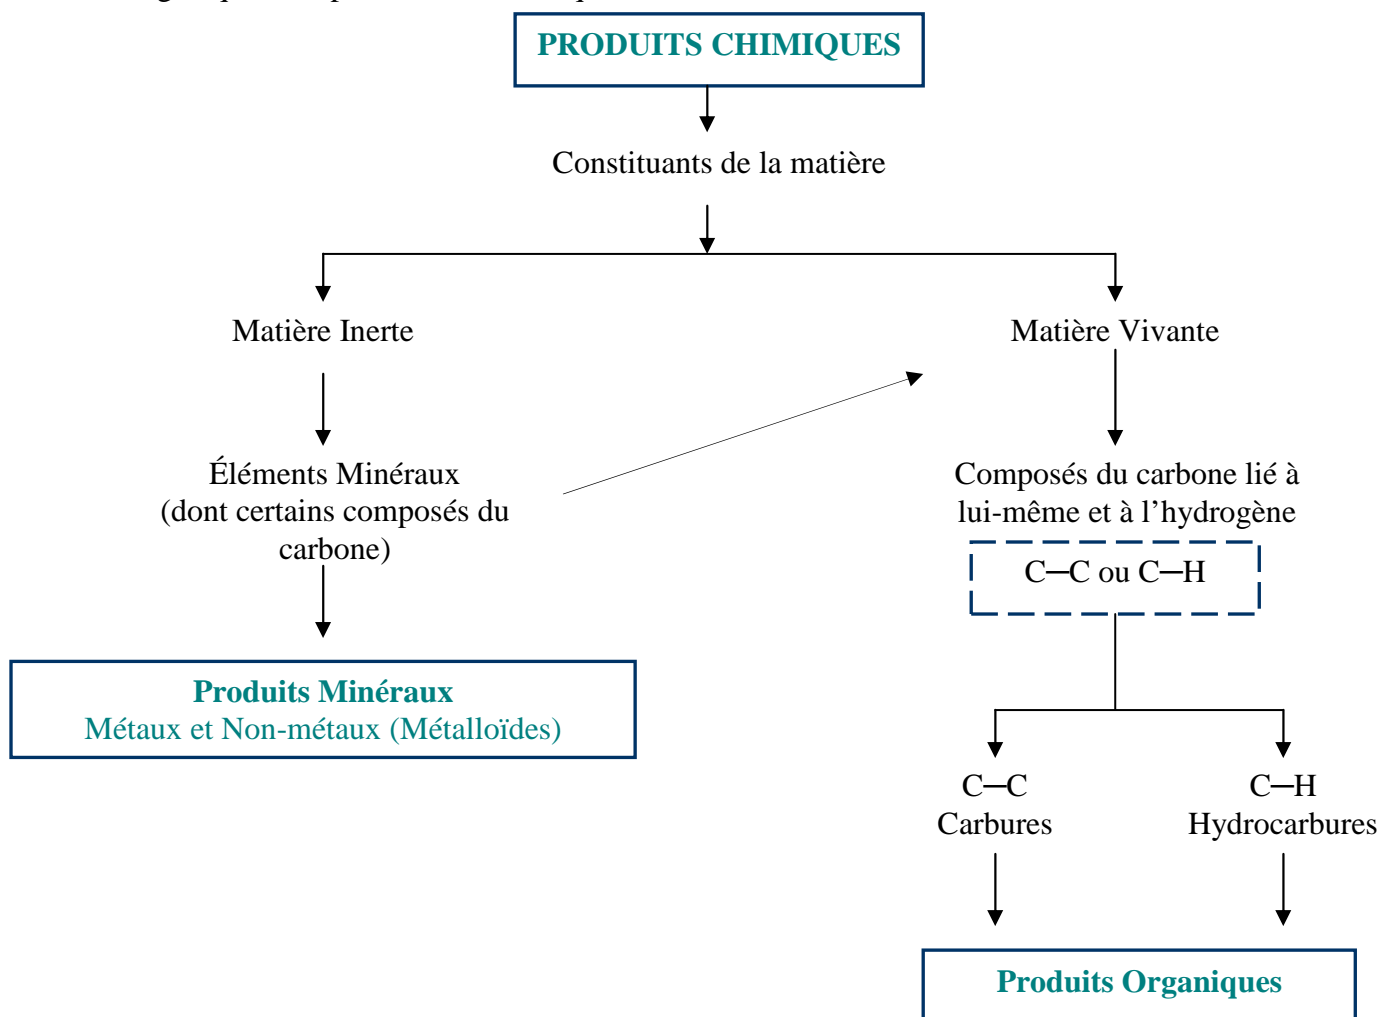 PRODUITS CHIMIQUES
Constituants de la matière
Matière Inerte
Matière Vivante
Éléments Minéraux
(dont certains composés du
carbone)
Composés du carbone lié à
lui-même et à l’hydrogène
C─C ou C─H
Produits Minéraux
Métaux et Non-métaux (Métalloïdes)
C─C
Carbures
C─H
Hydrocarbures
Produits Organiques